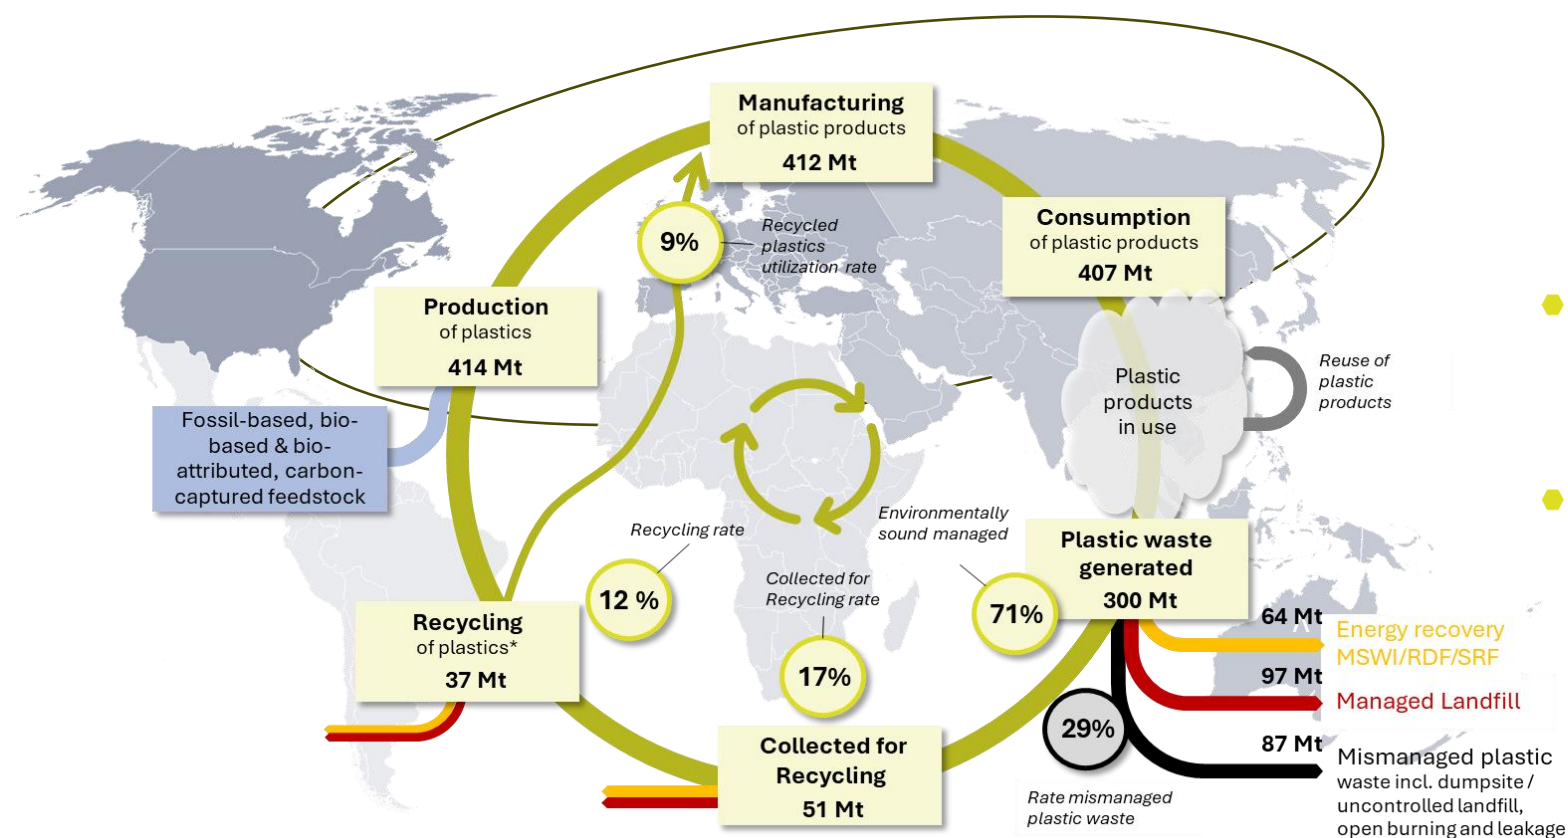 Manufacturing
of plastic products
412 Mt
9%
Recycled
plastics
utilization rate
Consumption
of plastic products
407 Mt
Production
of plastics
414 Mt
Fossil-based, bio-
based & bio-
attributed, carbon-
captured feedstock
Plastic
products
in use
Reuse of
plastic
products
Recycling rate
12 %
Collected for
Recycling rate
17%
Environmentally
sound managed
71%
Plastic waste
generated
300 Mt
64 Mt
Energy recovery
MSWI/RDF/SRF
97 Mt
Managed Landfill
87 Mt
Mismanaged plastic
waste incl. dumpsite /
uncontrolled landfill,
open burning and leakage
29%
Rate mismanaged
plastic waste
Recycling
of plastics*
37 Mt
Collected for
Recycling
51 Mt